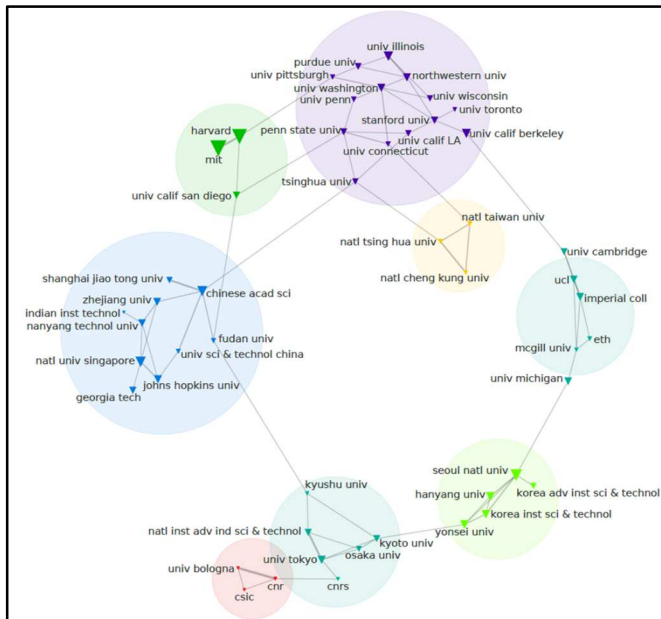 univ illinois
purdue univ
univ pittsburgh
northwestern univ
univ washington
univ penn
univ wisconsin
univ toronto
harvard
penn state univ
stanford univ
univ calif LA
univ calif berkeley
mit
univ connecticut
tsinghua univ
univ calif san diego
natl taiwan univ
natl tsing hua univ
univ cambridge
natl cheng kung univ
shanghai jiao tong univ
ucl
chinese acad sci
imperial coll
zhejiang univ
indian inst technol
nanyang technol univ
fudan univ
eth
mcgill univ
univ sci & technol china
natl univ singapore
johns hopkins univ
univ michigan
georgia tech
seoul natl univ
kyushu univ
hanyang univ
korea adv inst sci & technol
korea inst sci & technol
natl inst adv ind sci & technol
yonsei univ
kyoto univ
osaka univ
univ tokyo
univ bologna
cnr
cnrs
csic